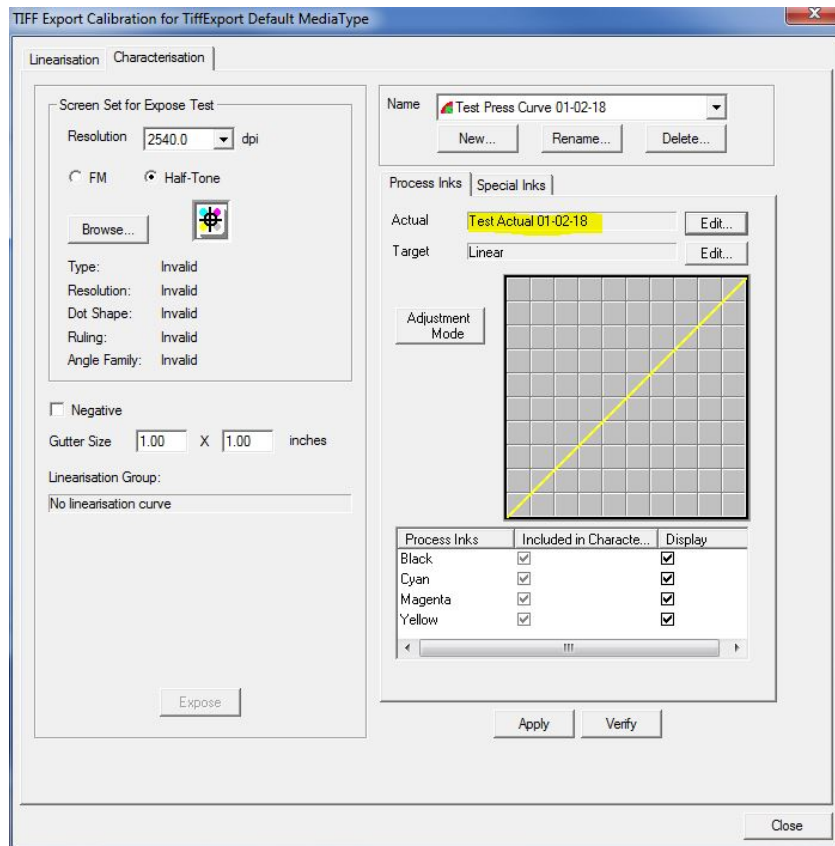 TIFF Export Calibration for TiffExport Default MediaType
Linearisation
Characterisation
Screen Set for Expose Test
Resolution 2540.0 dpi
FM Half-Tone
Browse...
Type: Invalid
Resolution: Invalid
Dot Shape: Invalid
Ruling: Invalid
Angle Family: Invalid
Negative
Gutter Size 1.00 X 1.00 inches
Linearisation Group:
No linearisation curve
Expose
Name Test Press Curve 01-02-18
New... Rename... Delete...
Process Inks Special Inks
Actual Test Actual 01-02-18 Edit...
Target Linear Edit...
Adjustment
Mode
Process Inks Included in Characte... Display
Black
Cyan
Magenta
Yellow
Apply Verify
Close